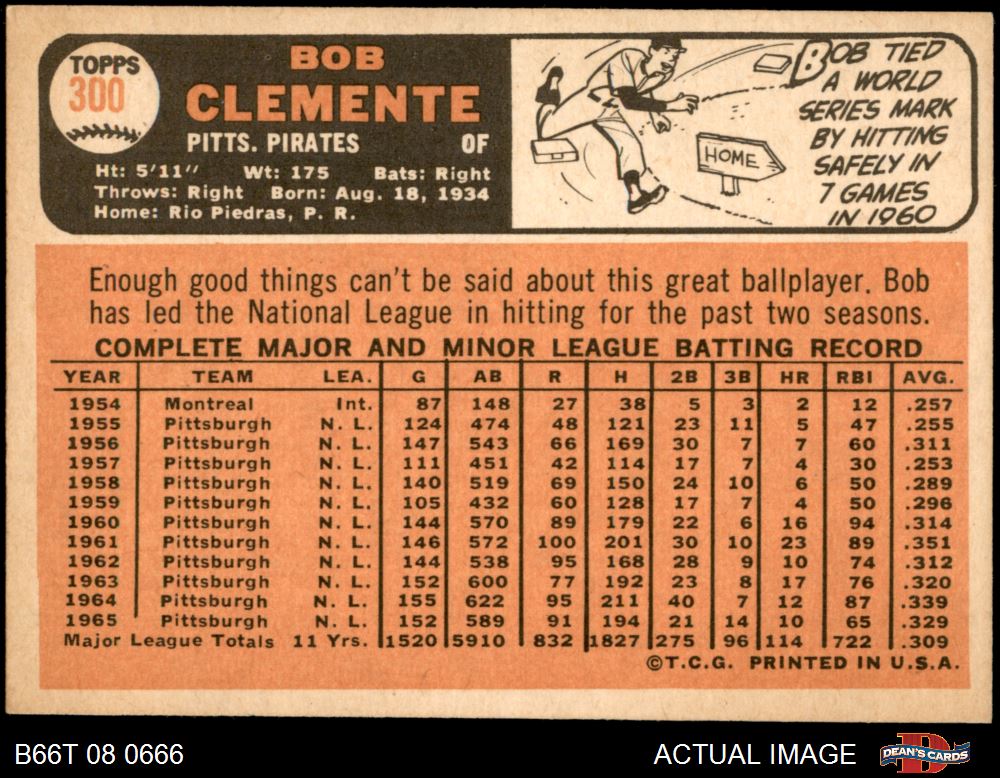 TOPPS
300
BOB
CLEMENTE
PITTS. PIRATES OF
Ht: 5'11" Wt: 175 Bats: Right
Throws: Right Born: Aug. 18, 1934
Home: Rio Piedras, P. R.
HOME
BOB TIED
A WORLD
SERIES MARK
BY HITTING
SAFELY IN
7 GAMES
IN 1960
Enough good things can't be said about this great ballplayer. Bob
has led the National League in hitting for the past two seasons.
COMPLETE MAJOR AND MINOR LEAGUE BATTING RECORD
YEAR TEAM LEA. G AB R H 2B 3B HR RBI AVG.
1954 Montreal Int. 87 148 27 38 5 3 2 12 .257
1955 Pittsburgh N. L. 124 474 48 121 23 11 5 47 .255
1956 Pittsburgh N. L. 147 543 66 169 30 7 7 60 .311
1957 Pittsburgh N. L. 111 451 42 114 17 7 4 30 .253
1958 Pittsburgh N. L. 140 519 69 150 24 10 6 50 .289
1959 Pittsburgh N. L. 105 432 60 128 17 7 4 50 .296
1960 Pittsburgh N. L. 144 570 89 179 22 6 16 94 .314
1961 Pittsburgh N. L. 146 572 100 201 30 10 23 89 .351
1962 Pittsburgh N. L. 144 538 95 168 28 9 10 74 .312
1963 Pittsburgh N. L. 152 600 77 192 23 8 17 76 .320
1964 Pittsburgh N. L. 155 622 95 211 40 7 12 87 .339
1965 Pittsburgh N. L. 152 589 91 194 21 14 10 65 .329
Major League Totals 11 Yrs. 1520 5910 832 1827 275 96 114 722 .309
©T.C.G. PRINTED IN U.S.A.
B66T 08 0666 ACTUAL IMAGE DEAN'S CARDS